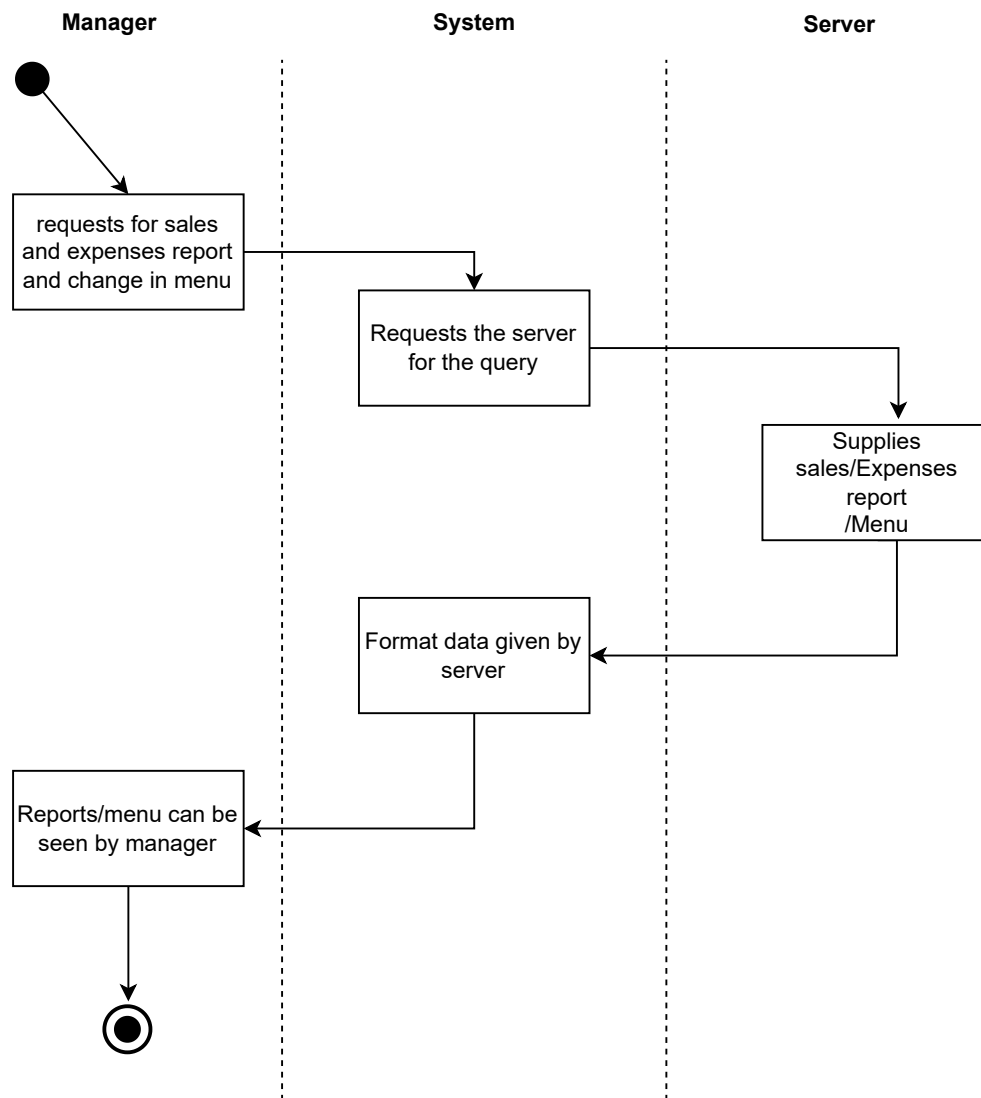 Manager
System
Server
requests for sales
and expenses report
and change in menu
Requests the server
for the query
Supplies
sales/Expenses
report
/Menu
Format data given by
server
Reports/menu can be
seen by manager